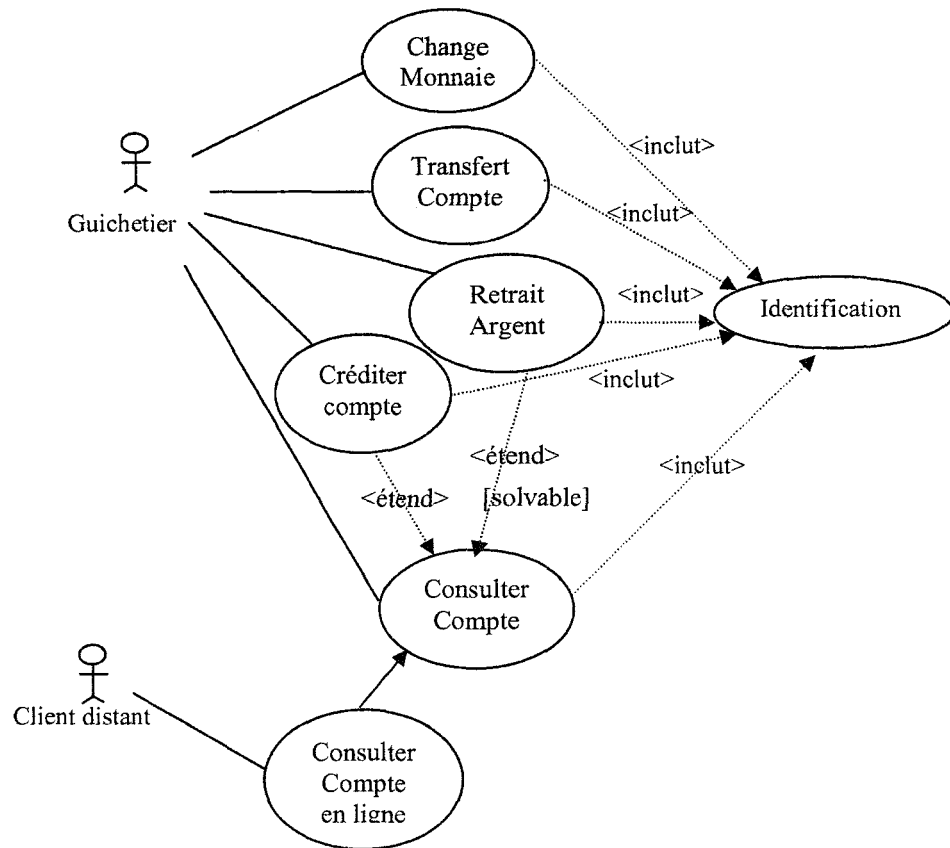 Change
Monnaie
<inclut>
Transfert
Compte
<inclut>
Guichetier
Retrait
Argent
<inclut>
Identification
Créditer
compte
<inclut>
<étend>
<inclut>
<étend>
[solvable]
Consulter
Compte
Client distant
Consulter
Compte
en ligne